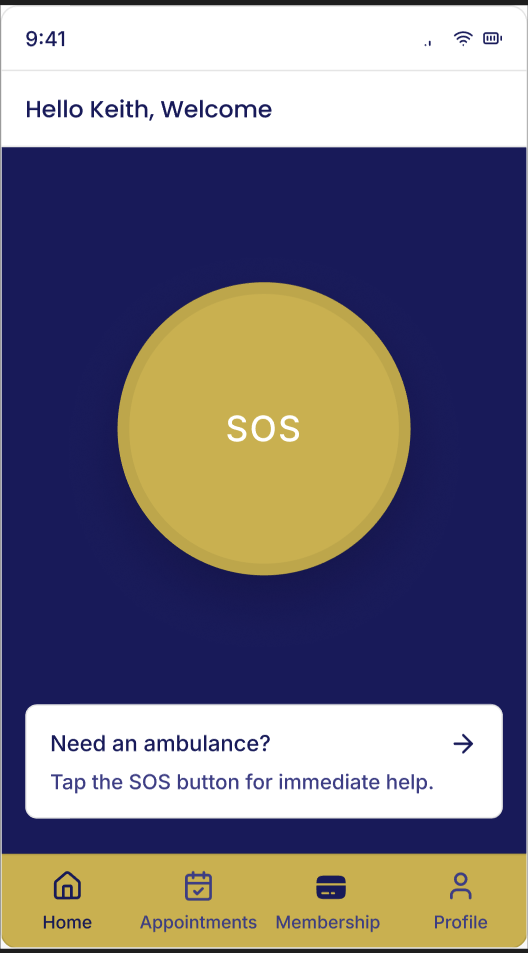 9:41
Hello Keith, Welcome
SOS
Need an ambulance?
Tap the SOS button for immediate help.
Home Appointments Membership Profile